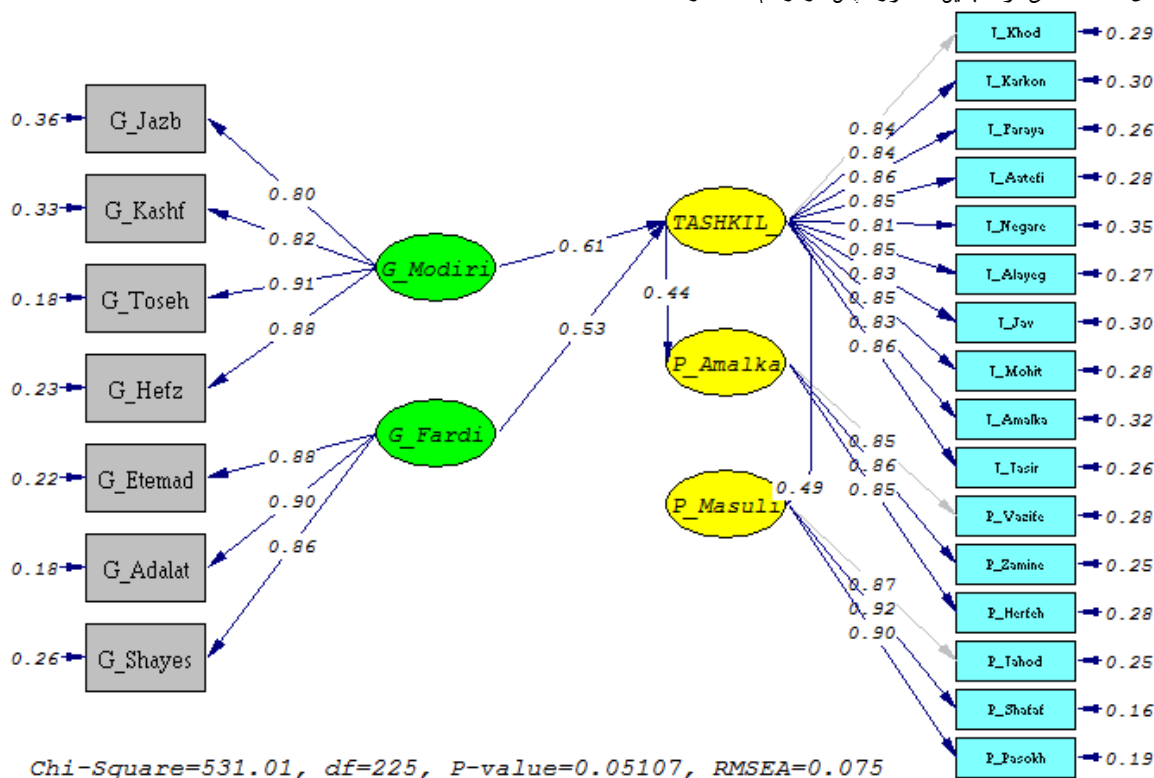 0.36
G_Jazb
0.33
G_Kashf
0.18
G_Toseh
0.23
G_Hefz
0.22
G_Etemad
0.18
G_Adalat
0.26
G_Shayes
0.80
0.82
0.91
0.88
0.88
0.90
0.86
G_Modiri
G_Fardi
0.61
0.53
TASHKIL_
0.44
P_Amalka
P_Masuli
0.49
0.84
0.84
0.86
0.85
0.81
0.85
0.83
0.85
0.83
0.86
0.85
0.86
0.85
0.87
0.92
0.90
T_Khod 0.29
T_Karkon 0.30
T_Faraya 0.26
T_Aatefi 0.28
T_Negare 0.35
T_Alayeg 0.27
T_Jav 0.30
T_Mohit 0.28
T_Amalka 0.32
T_Tasir 0.26
P_Vazife 0.28
P_Zamine 0.25
P_Herfeh 0.28
P_Tahod 0.25
P_Shafaf 0.16
P_Pasokh 0.19
Chi-Square=531.01, df=225, P-value=0.05107, RMSEA=0.075